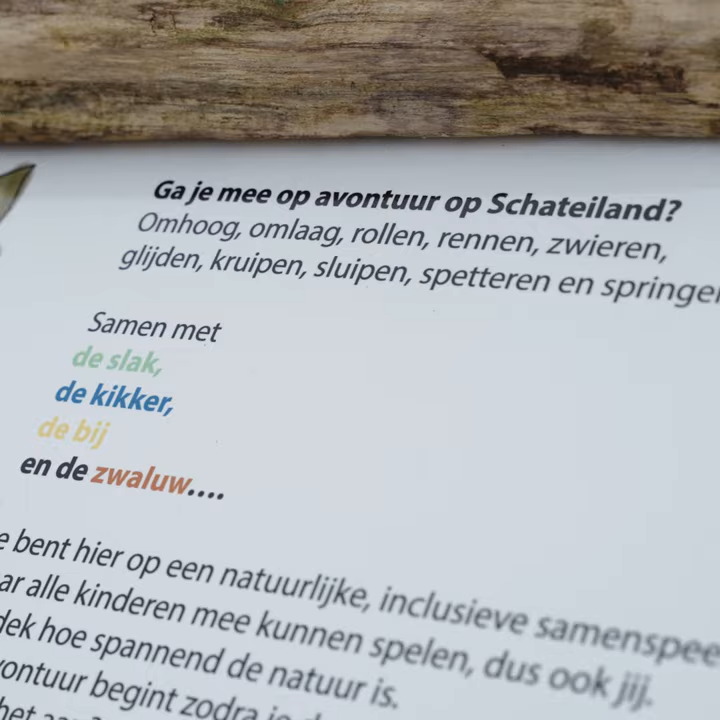 Ga je mee op avontuur op Schateiland?
Omhoog, omlaag, rollen, rennen, zwieren,
glijden, kruipen, sluipen, spetteren en springe
Samen met
de slak,
de kikker,
de bij
en de zwaluw....
e bent hier op een natuurlijke, inclusieve samenspee
ar alle kinderen mee kunnen spelen, dus ook jij.
dek hoe spannend de natuur is.
vontuur begint zodra je